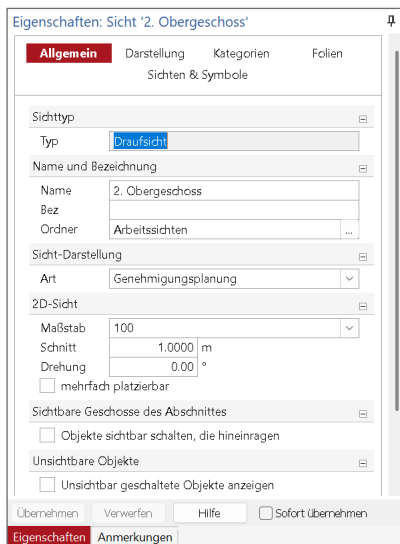 Eigenschaften: Sicht '2. Obergeschoss'
Allgemein Darstellung Kategorien Folien
Sichten & Symbole
Sichttyp
Typ Draufsicht
Name und Bezeichnung
Name 2. Obergeschoss
Bez
Ordner Arbeitssichten ...
Sicht-Darstellung
Art Genehmigungsplanung
2D-Sicht
Maßstab 100
Schnitt 1.0000 m
Drehung 0.00 °
mehrfach platzierbar
Sichtbare Geschosse des Abschnittes
Objekte sichtbar schalten, die hineinragen
Unsichtbare Objekte
Unsichtbar geschaltete Objekte anzeigen
Übernehmen Verwerfen Hilfe Sofort übernehmen
Eigenschaften Anmerkungen